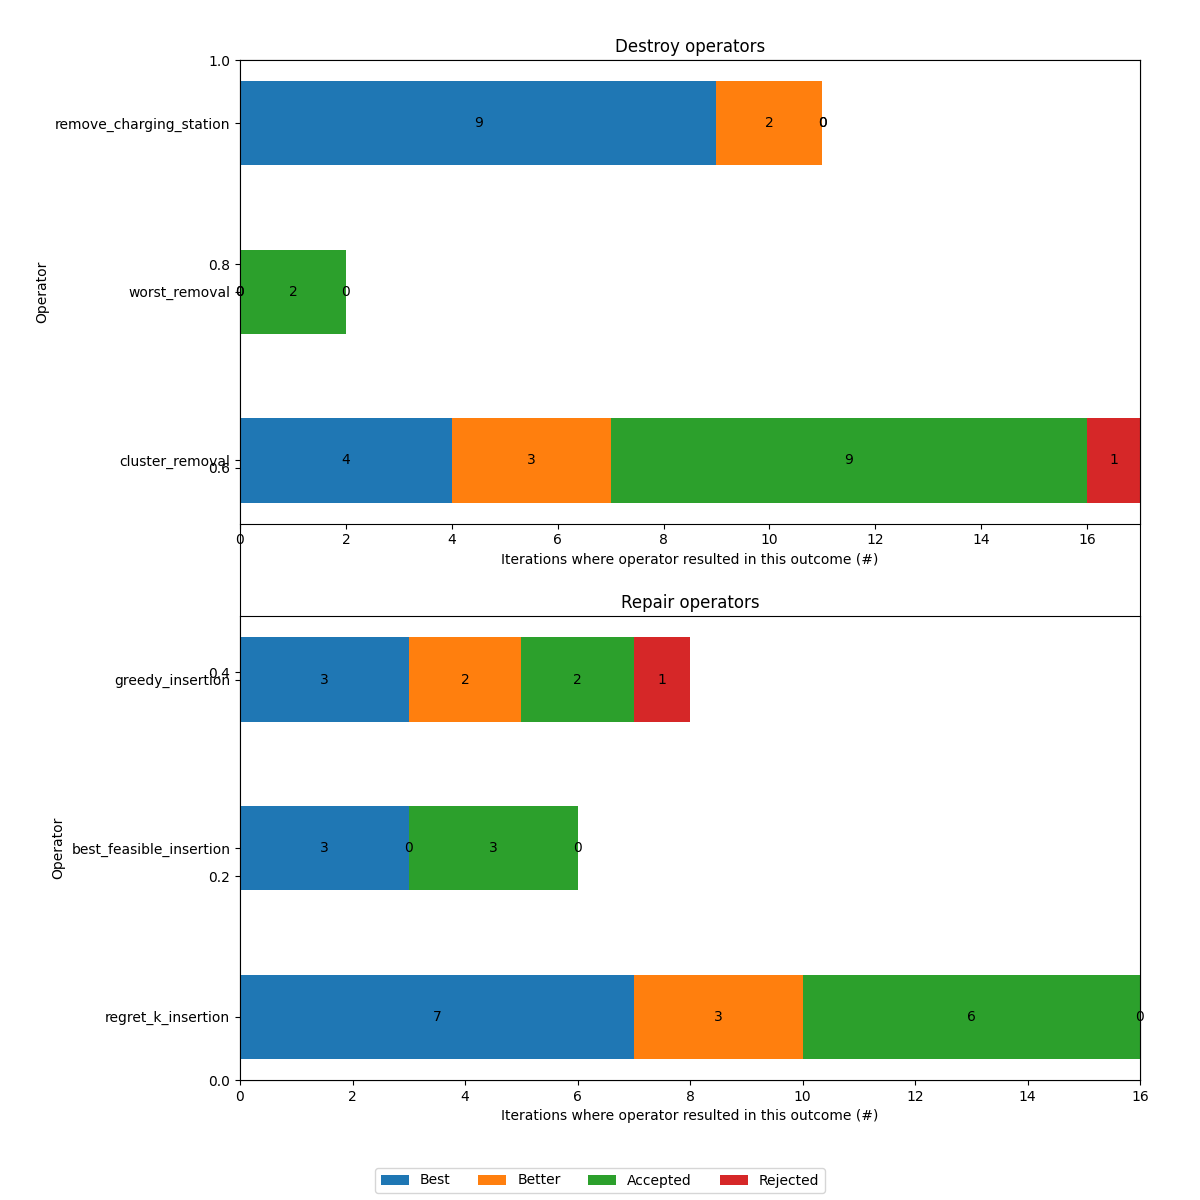 Destroy operators
1.0
remove_charging_station 9 2 0
0.8
worst_removal 0 2 0
Operator
cluster_removal 4 3 9 1
0.6
0 2 4 6 8 10 12 14 16
Iterations where operator resulted in this outcome (#)
Repair operators
0.4
greedy_insertion 3 2 2 1
best_feasible_insertion 3 0 3 0
Operator
0.2
regret_k_insertion 7 3 6 0
0.0
0 2 4 6 8 10 12 14 16
Iterations where operator resulted in this outcome (#)
Best Better Accepted Rejected